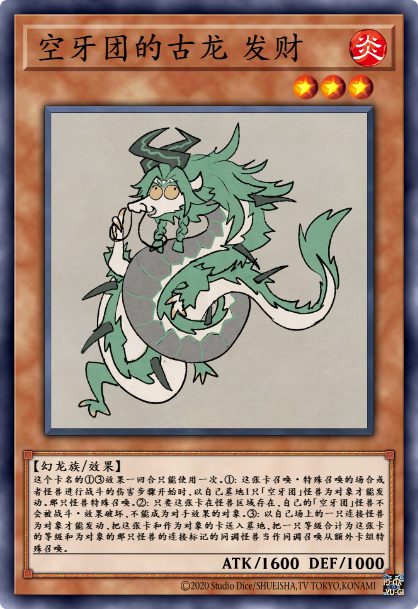 空牙团的古龙 发财
炎
【幻龙族/效果】
这个卡名的①③效果一回合只能使用一次。①:这张卡召唤·特殊召唤的场合或
者怪兽进行战斗的伤害步骤开始时,以自己墓地1只「空牙团」怪兽为对象才能发
动。那只怪兽特殊召唤。②:只要这张卡在怪兽区域存在,自己的「空牙团」怪兽不
会被战斗·效果破坏,不能成为对手效果的对象。③:以自己场上的一只连接怪兽
为对象才能发动,把这张卡和作为对象的卡送入墓地,把一只等级合计为这张卡
的等级和为对象的那只怪兽的连接标记的同调怪兽当作同调召唤从额外卡组特
殊召唤。
ATK/1600 DEF/1000
©2020 Studio Dice/SHUEISHA,TV TOKYO,KONAMI